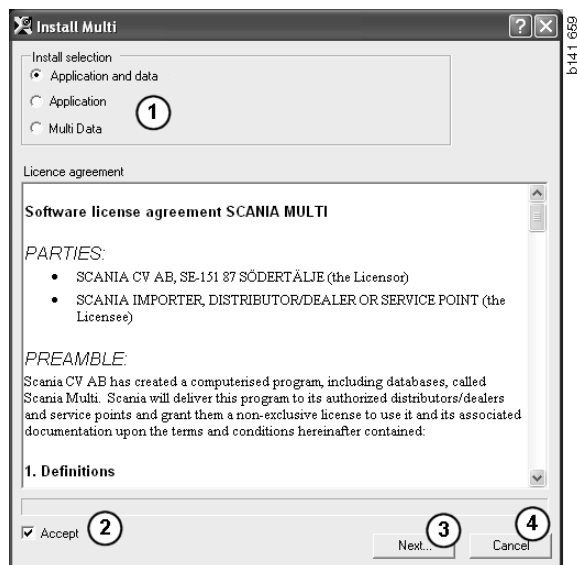 Install Multi
b141 659
Install selection
Application and data
Application
Multi Data
1
Licence agreement
Software license agreement SCANIA MULTI
PARTIES:
• SCANIA CV AB, SE-151 87 SÖDERTÄLJE (the Licensor)
• SCANIA IMPORTER, DISTRIBUTOR/DEALER OR SERVICE POINT (the
Licensee)
PREAMBLE:
Scania CV AB has created a computerised program, including databases, called
Scania Multi. Scania will deliver this program to its authorized distributors/dealers
and service points and grant them a non-exclusive license to use it and its associated
documentation upon the terms and conditions hereinafter contained:
1. Definitions
Accept
2
3
4
Next...
Cancel